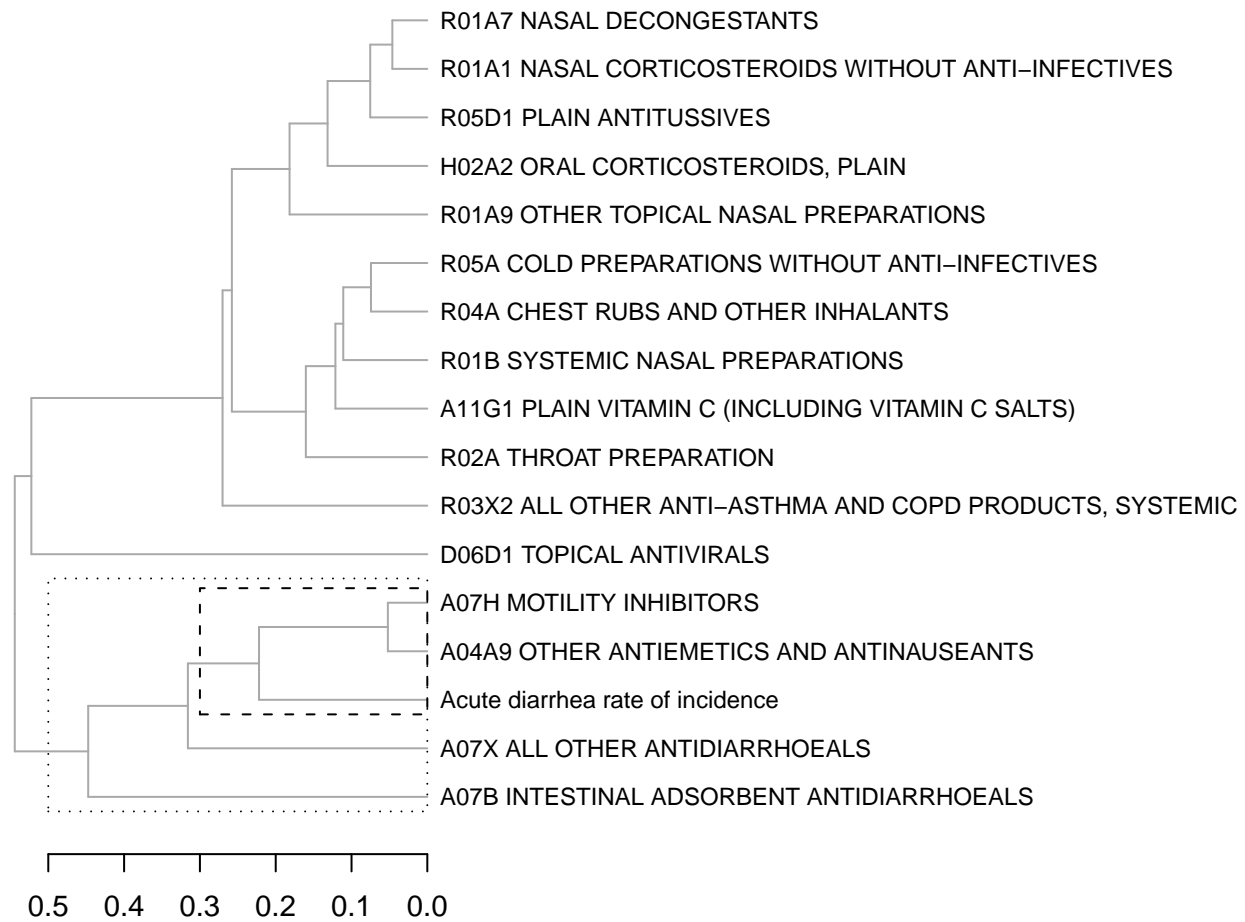 R01A7 NASAL DECONGESTANTS
R01A1 NASAL CORTICOSTEROIDS WITHOUT ANTI−INFECTIVES
R05D1 PLAIN ANTITUSSIVES
H02A2 ORAL CORTICOSTEROIDS, PLAIN
R01A9 OTHER TOPICAL NASAL PREPARATIONS
R05A COLD PREPARATIONS WITHOUT ANTI−INFECTIVES
R04A CHEST RUBS AND OTHER INHALANTS
R01B SYSTEMIC NASAL PREPARATIONS
A11G1 PLAIN VITAMIN C (INCLUDING VITAMIN C SALTS)
R02A THROAT PREPARATION
R03X2 ALL OTHER ANTI−ASTHMA AND COPD PRODUCTS, SYSTEMIC
D06D1 TOPICAL ANTIVIRALS
A07H MOTILITY INHIBITORS
A04A9 OTHER ANTIEMETICS AND ANTINAUSEANTS
Acute diarrhea rate of incidence
A07X ALL OTHER ANTIDIARRHOEALS
A07B INTESTINAL ADSORBENT ANTIDIARRHOEALS
0.5 0.4 0.3 0.2 0.1 0.0